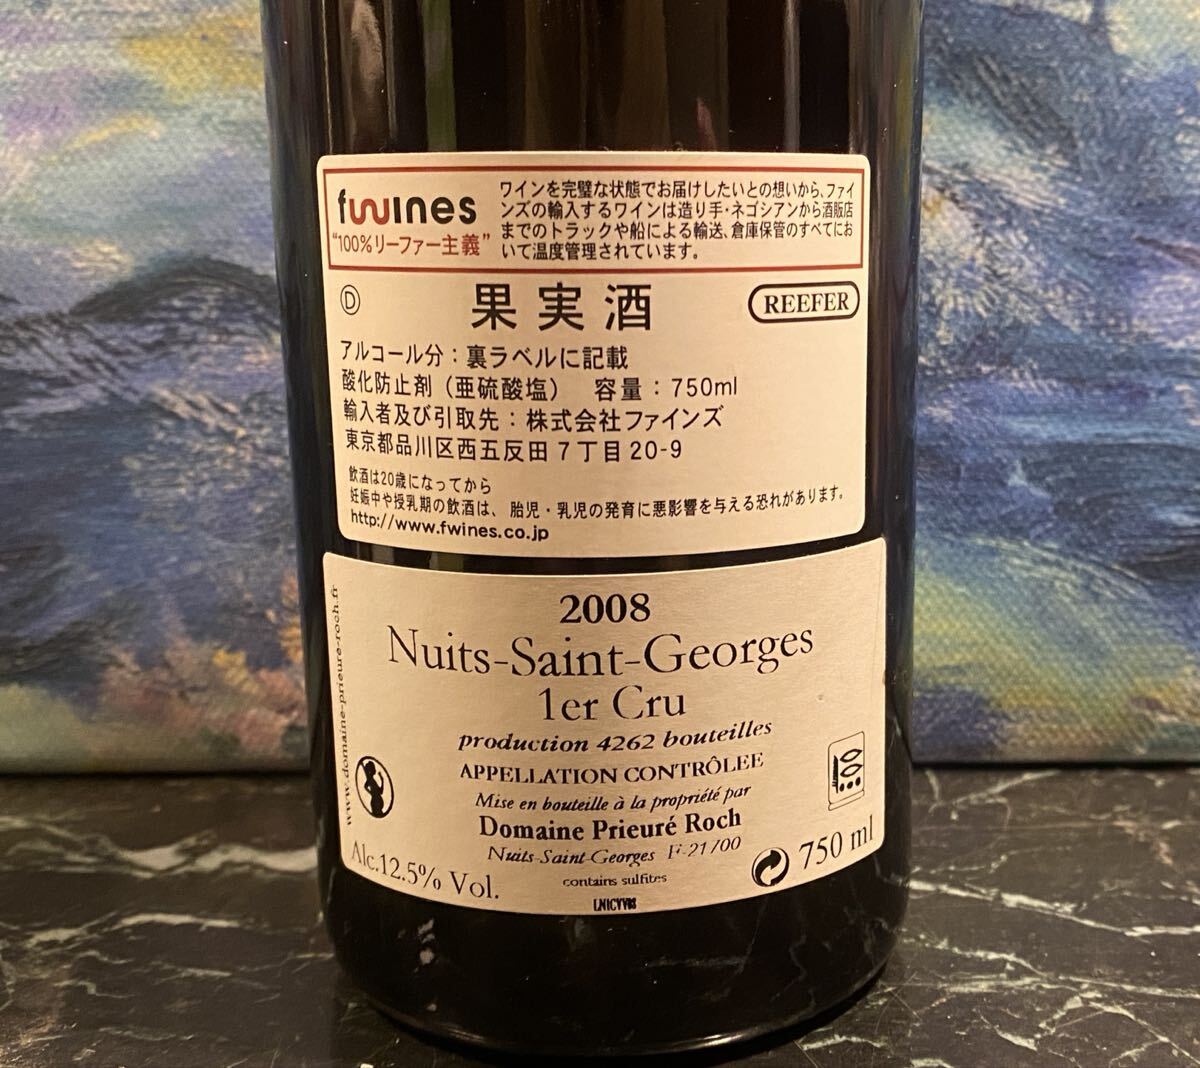 fwines
"100%リーファー主義"
ワインを完璧な状態でお届けしたいとの想いから、ファイ
ンズの輸入するワインは造り手・ネゴシアンから酒販店
までのトラックや船による輸送、倉庫保管のすべてにお
いて温度管理されています。
Ⓓ 果実酒 REEFER
アルコール分：裏ラベルに記載
酸化防止剤（亜硫酸塩） 容量：750ml
輸入者及び引取先：株式会社ファインズ
東京都品川区西五反田7丁目20-9
飲酒は20歳になってから
妊娠中や授乳期の飲酒は、胎児・乳児の発育に悪影響を与える恐れがあります。
http://www.fwines.co.jp
www.domaine-prieure-roch.fr
2008
Nuits-Saint-Georges
1er Cru
production 4262 bouteilles
APPELLATION CONTRÔLÉE
Mise en bouteille à la propriété par
Domaine Prieuré Roch
Nuits-Saint-Georges F-21700
Alc.12.5% Vol.
750 ml
contains sulfites